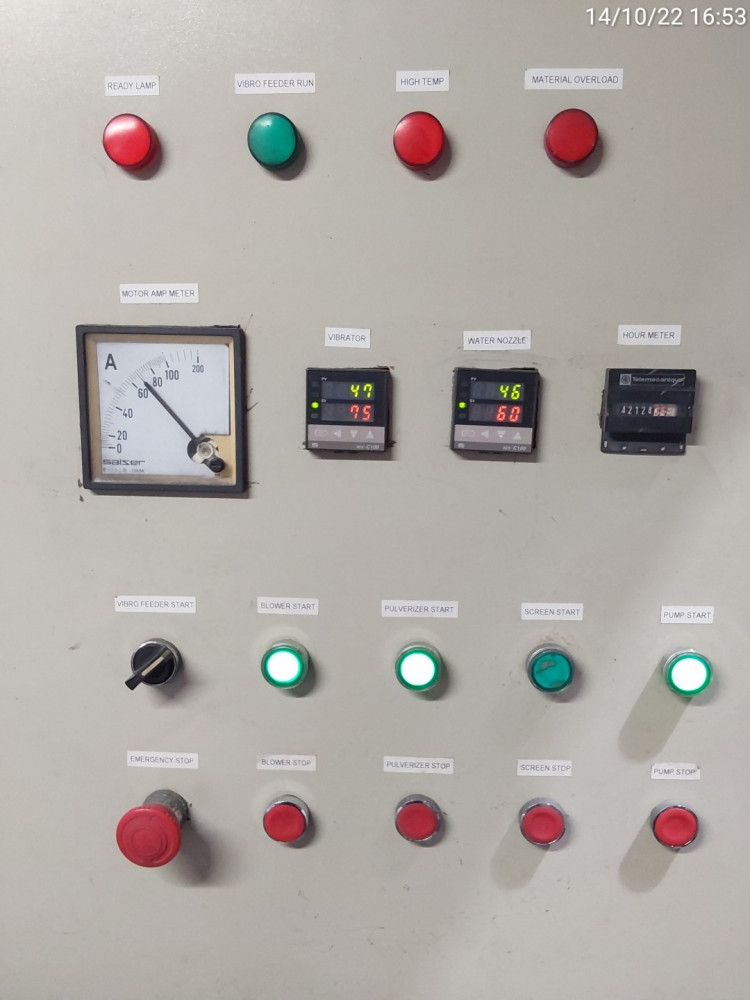 14/10/22 16:53
READY LAMP
VIBRO FEEDER RUN
HIGH TEMP
MATERIAL OVERLOAD
MOTOR AMP METER
VIBRATOR
WATER NOZZLE
HOUR METER
A
0
20
40
60
80
100
200
47
75
46
60
Telemecanique
42124
VIBRO FEEDER START
BLOWER START
PULVERIZER START
SCREEN START
PUMP START
EMERGENCY STOP
BLOWER STOP
PULVERIZER STOP
SCREEN STOP
PUMP STOP